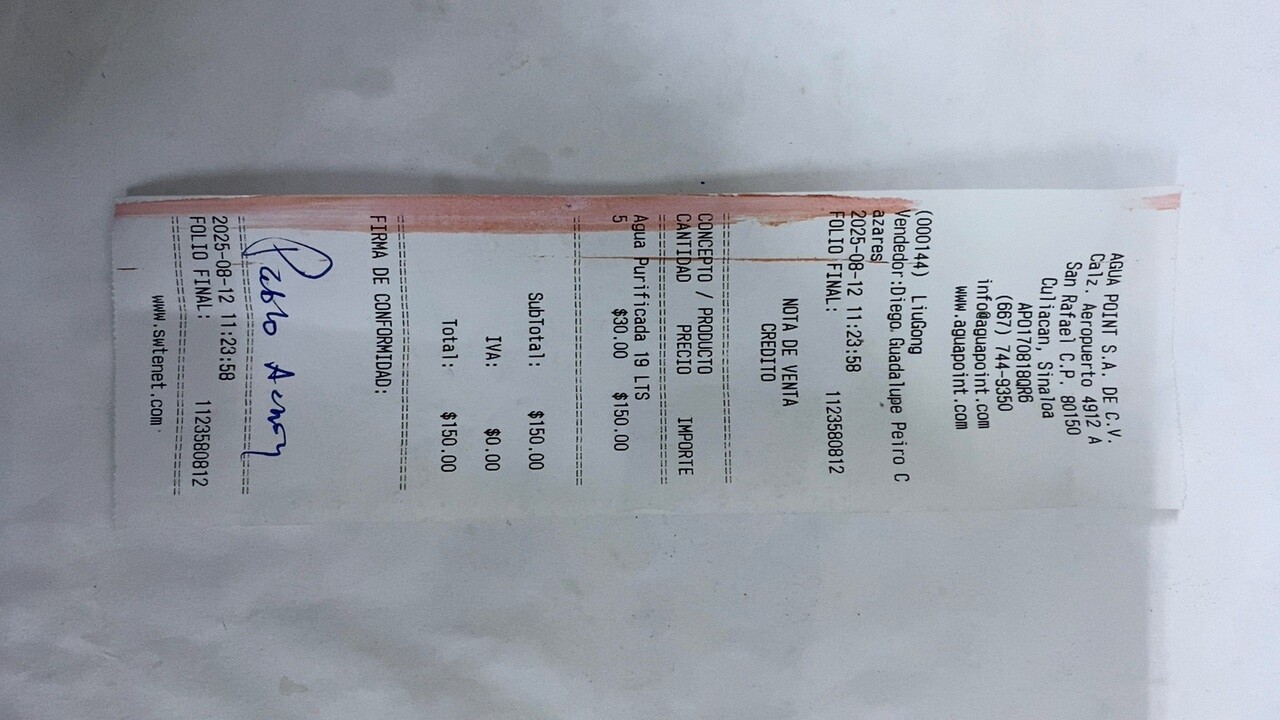 AGUA POINT S.A. DE C.V.
Calz. Aeropuerto 4912 A
San Rafael C.P. 80150
Culiacan, Sinaloa
APO170818QR6
(667) 744-9350
info@aguapoint.com
www.aguapoint.com
(000144) LiuGong
Vendedor:Diego Guadalupe Peiro C
azares
2025-08-12 11:23:58
FOLIO FINAL: 1123580812
NOTA DE VENTA
CREDITO
CONCEPTO / PRODUCTO
CANTIDAD PRECIO IMPORTE
Agua Purificada 19 LTS
5 $30.00 $150.00
SubTotal: $150.00
IVA: $0.00
Total: $150.00
FIRMA DE CONFORMIDAD:
Pablo
2025-08-12 11:23:58
FOLIO FINAL: 1123580812
www.swtenet.com